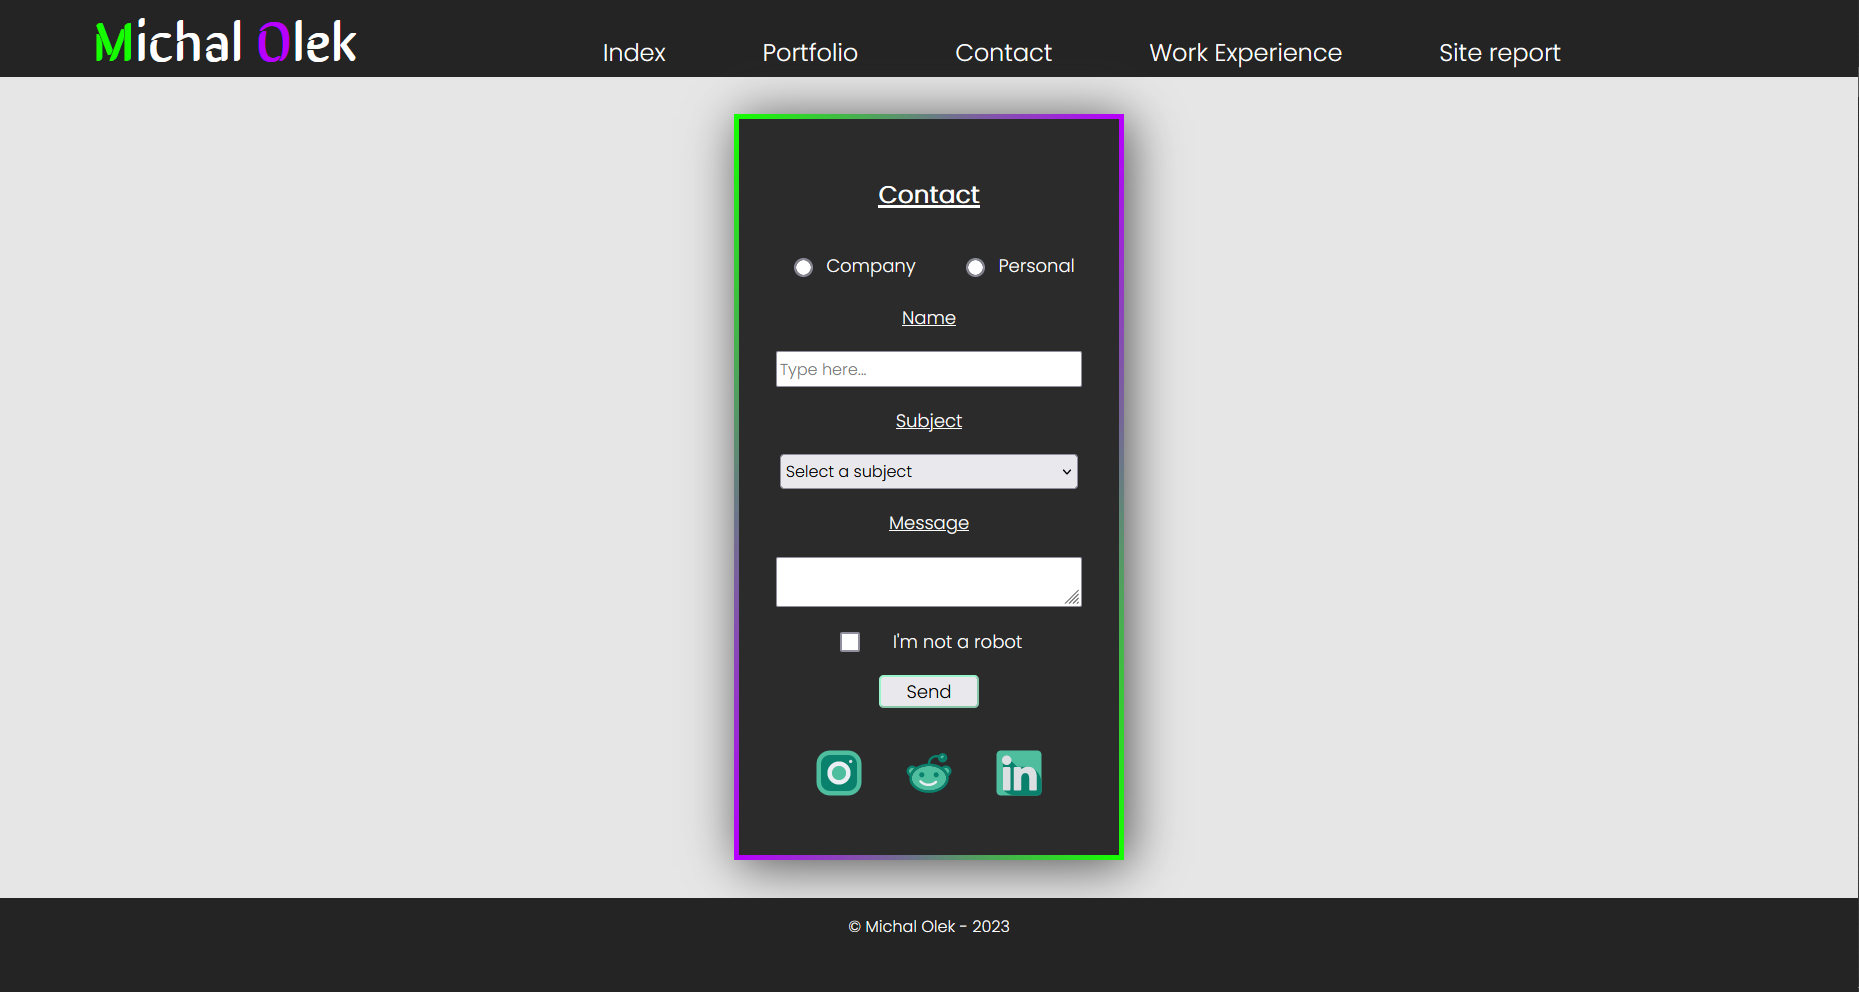 Michal Olek
Index Portfolio Contact Work Experience Site report
Contact
Company Personal
Name
Type here...
Subject
Select a subject
Message
I'm not a robot
Send
in
© Michal Olek - 2023